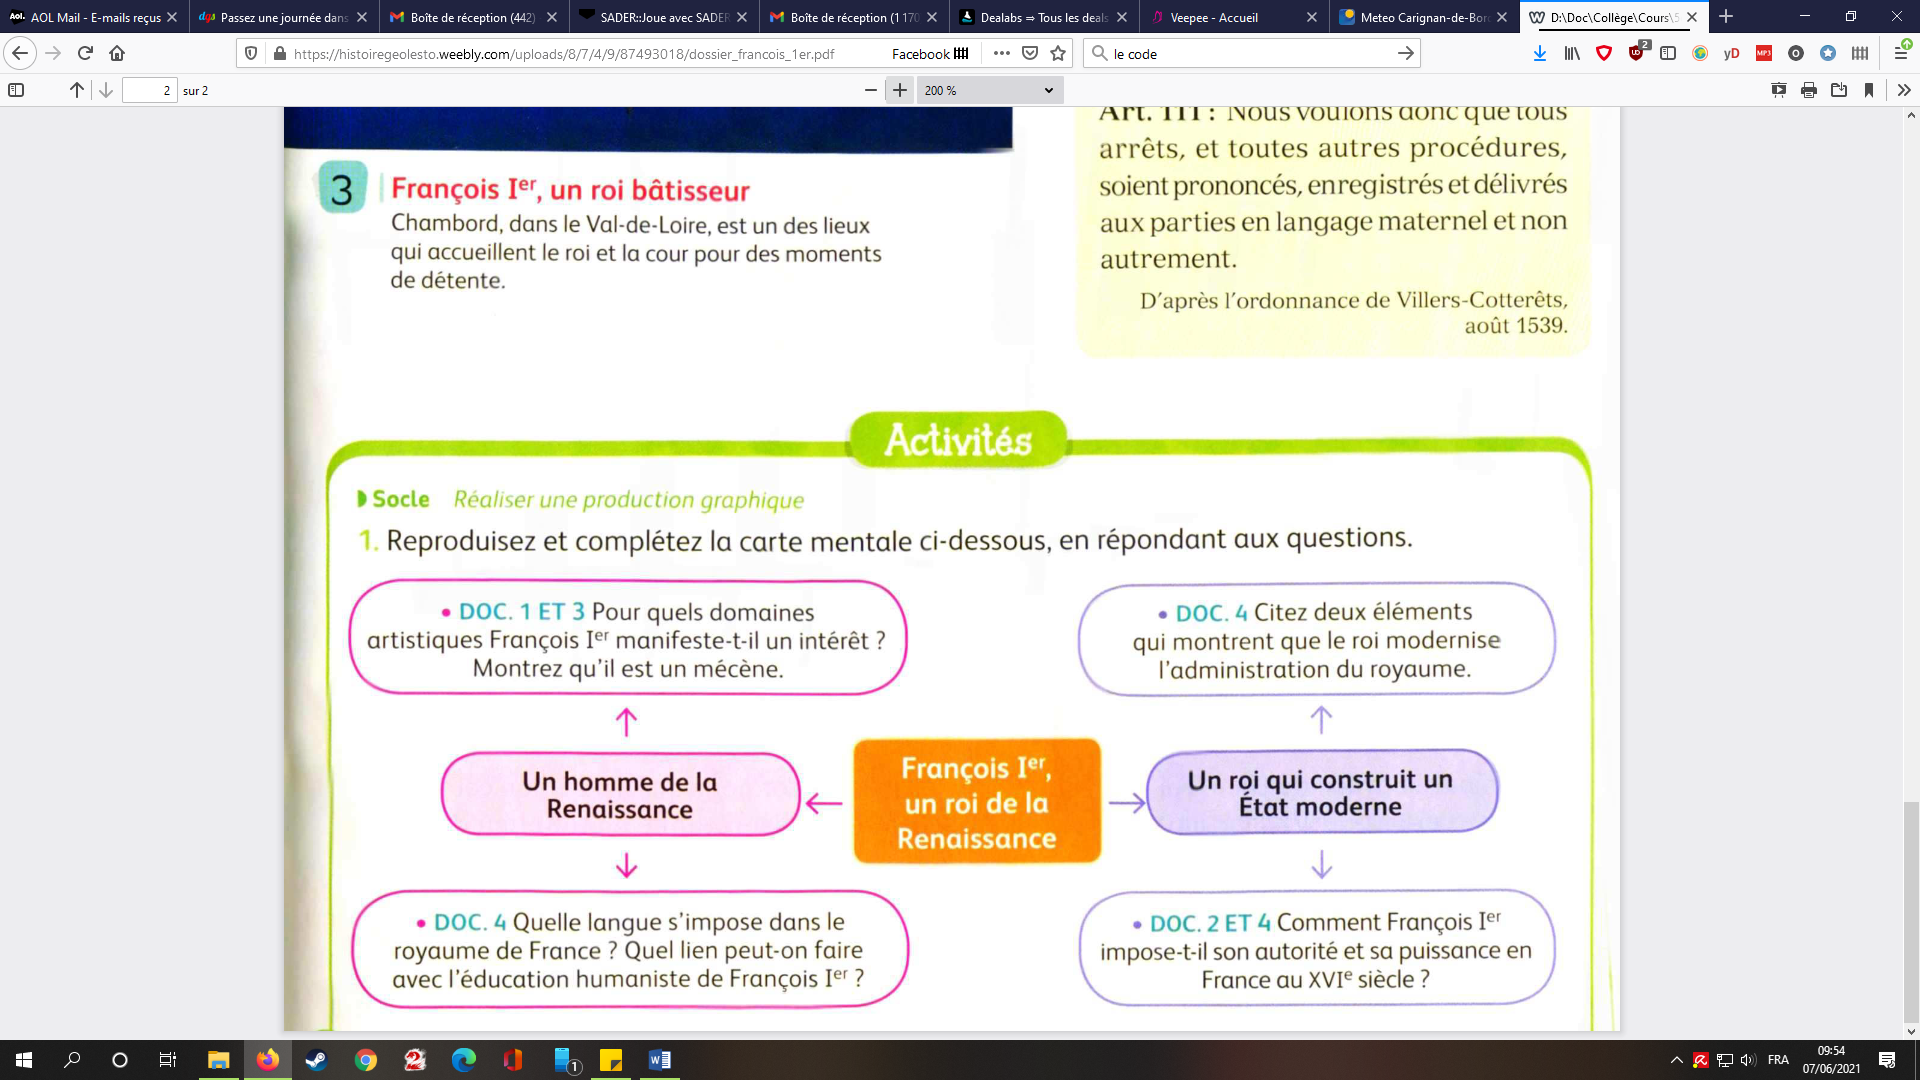 AOL Mail - E-mails reçus
Passez une journée dans
Boîte de réception (442)
SADER::Joue avec SADER
Boîte de réception (1 170
Dealabs ⇒ Tous les deals
Veepee - Accueil
Meteo Carignan-de-Bor
D:\Doc\Collège\Cours\5
https://histoiregeolesto.weebly.com/uploads/8/7/4/9/87493018/dossier_francois_1er.pdf
Facebook
le code
2 sur 2
200 %
Art. III : Nous voulons donc que tous
arrêts, et toutes autres procédures,
soient prononcés, enregistrés et délivrés
aux parties en langage maternel et non
autrement.
D'après l'ordonnance de Villers-Cotterêts,
août 1539.
3 François Ier, un roi bâtisseur
Chambord, dans le Val-de-Loire, est un des lieux
qui accueillent le roi et la cour pour des moments
de détente.
Activités
Socle Réaliser une production graphique
1. Reproduisez et complétez la carte mentale ci-dessous, en répondant aux questions.
• DOC. 1 ET 3 Pour quels domaines
artistiques François Ier manifeste-t-il un intérêt ?
Montrez qu'il est un mécène.
• DOC. 4 Citez deux éléments
qui montrent que le roi modernise
l'administration du royaume.
Un homme de la
Renaissance
François Ier,
un roi de la
Renaissance
Un roi qui construit un
État moderne
• DOC. 4 Quelle langue s'impose dans le
royaume de France ? Quel lien peut-on faire
avec l'éducation humaniste de François Ier ?
• DOC. 2 ET 4 Comment François Ier
impose-t-il son autorité et sa puissance en
France au XVIe siècle ?
FRA
09:54
07/06/2021